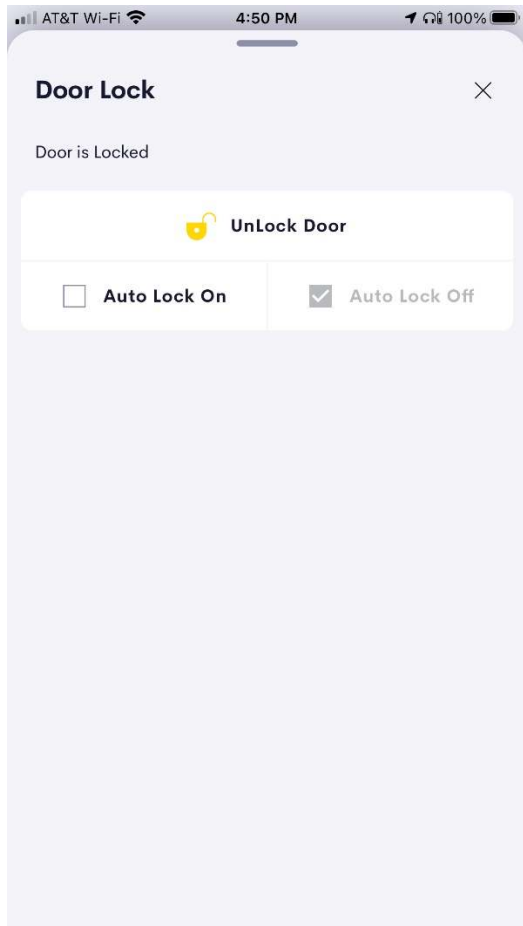 AT&T Wi-Fi 4:50 PM 100%
Door Lock
Door is Locked
UnLock Door
Auto Lock On Auto Lock Off